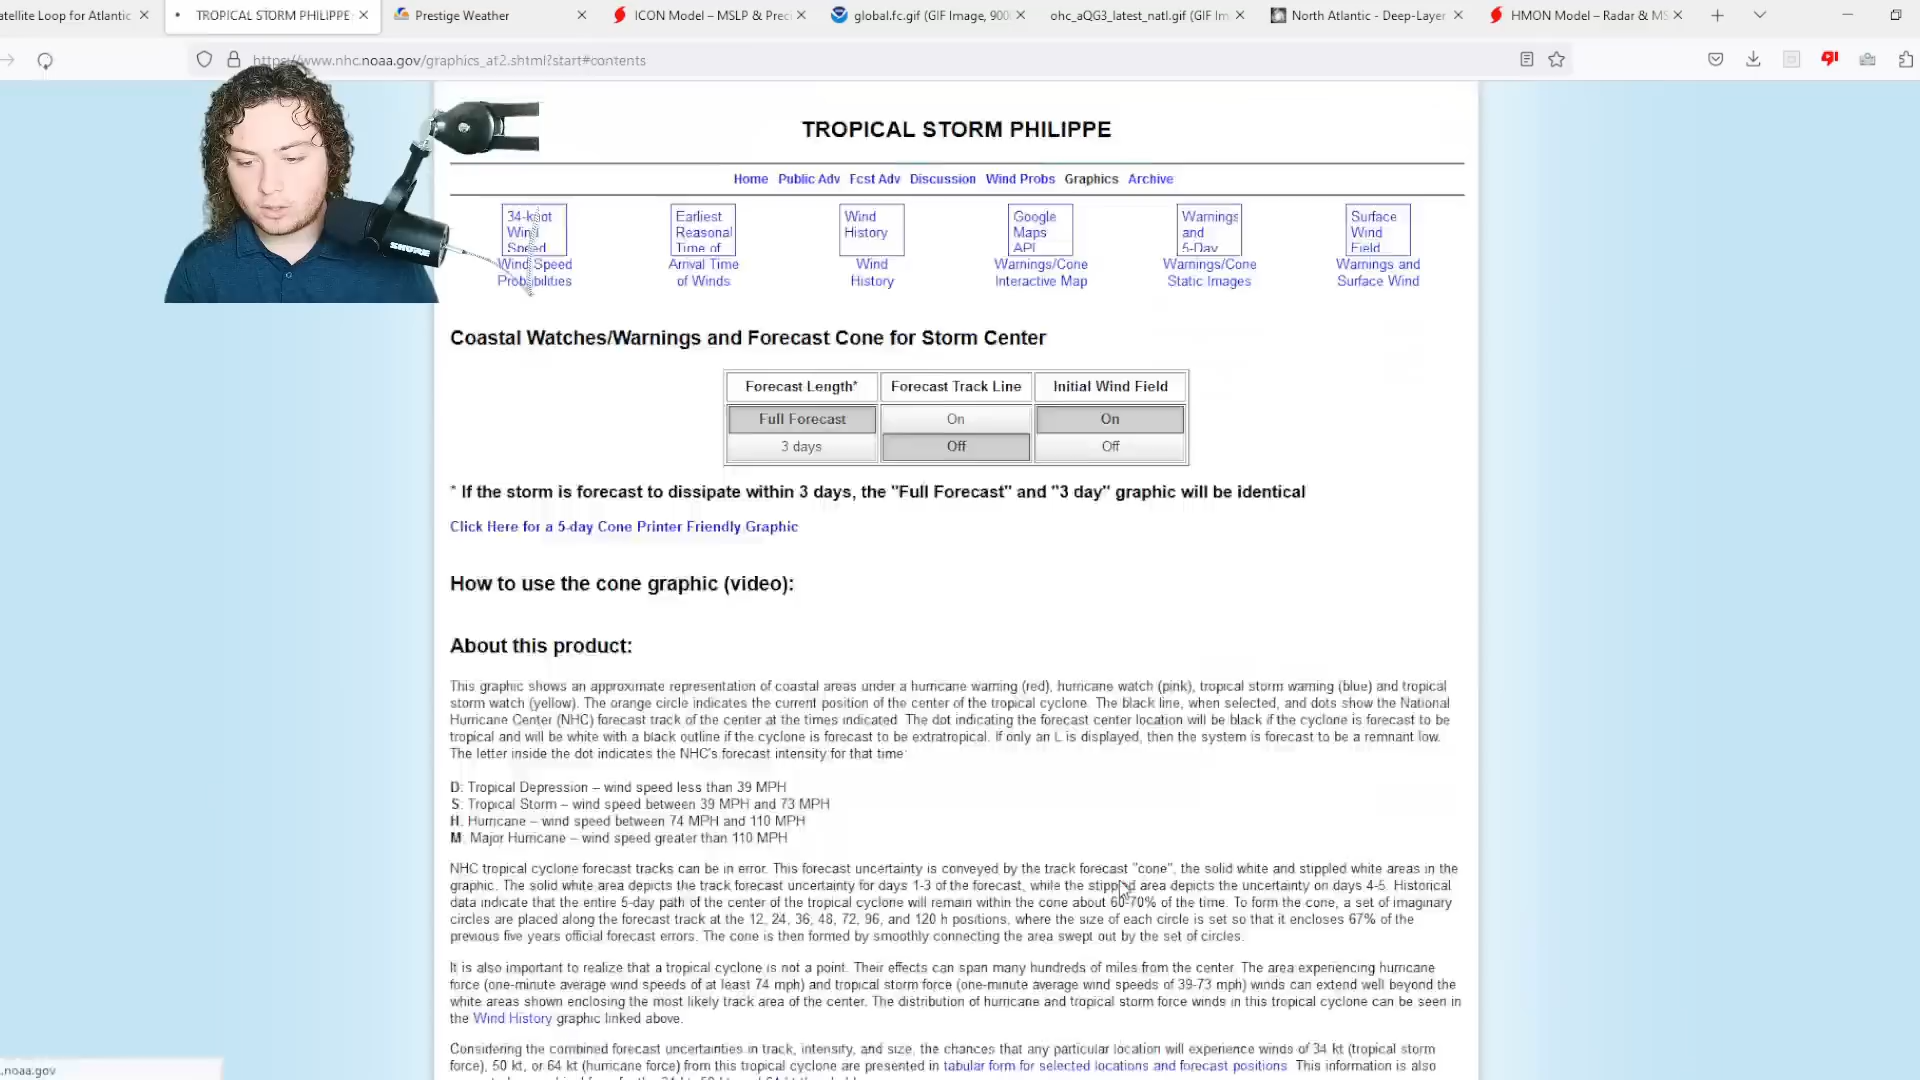 atellite Loop for Atlantic
TROPICAL STORM PHILIPPE
Prestige Weather
ICON Model – MSLP & Preci
global.fc.gif (GIF Image, 900
ohc_aQG3_latest_natl.gif (GIF Im
North Atlantic - Deep-Layer
HMON Model – Radar & MS
https://www.nhc.noaa.gov/graphics_at2.shtml?start#contents
TROPICAL STORM PHILIPPE
Home Public Adv Fcst Adv Discussion Wind Probs Graphics Archive
34-knot Wind Speed
Earliest Reasonal Time of
Wind History
Google Maps API
Warnings and 5-Day
Surface Wind Field
Wind Speed Probabilities
Arrival Time of Winds
Wind History
Warnings/Cone Interactive Map
Warnings/Cone Static Images
Warnings and Surface Wind
SHURE
Coastal Watches/Warnings and Forecast Cone for Storm Center
Forecast Length* Forecast Track Line Initial Wind Field
Full Forecast On On
3 days Off Off
* If the storm is forecast to dissipate within 3 days, the "Full Forecast" and "3 day" graphic will be identical
Click Here for a 5-day Cone Printer Friendly Graphic
How to use the cone graphic (video):
About this product:
This graphic shows an approximate representation of coastal areas under a hurricane warning (red), hurricane watch (pink), tropical storm warning (blue) and tropical
storm watch (yellow). The orange circle indicates the current position of the center of the tropical cyclone. The black line, when selected, and dots show the National
Hurricane Center (NHC) forecast track of the center at the times indicated. The dot indicating the forecast center location will be black if the cyclone is forecast to be
tropical and will be white with a black outline if the cyclone is forecast to be extratropical. If only an L is displayed, then the system is forecast to be a remnant low.
The letter inside the dot indicates the NHC's forecast intensity for that time:
D: Tropical Depression – wind speed less than 39 MPH
S: Tropical Storm – wind speed between 39 MPH and 73 MPH
H: Hurricane – wind speed between 74 MPH and 110 MPH
M: Major Hurricane – wind speed greater than 110 MPH
NHC tropical cyclone forecast tracks can be in error. This forecast uncertainty is conveyed by the track forecast "cone", the solid white and stippled white areas in the
graphic. The solid white area depicts the track forecast uncertainty for days 1-3 of the forecast, while the stippled area depicts the uncertainty on days 4-5. Historical
data indicate that the entire 5-day path of the center of the tropical cyclone will remain within the cone about 60-70% of the time. To form the cone, a set of imaginary
circles are placed along the forecast track at the 12, 24, 36, 48, 72, 96, and 120 h positions, where the size of each circle is set so that it encloses 67% of the
previous five years official forecast errors. The cone is then formed by smoothly connecting the area swept out by the set of circles.
It is also important to realize that a tropical cyclone is not a point. Their effects can span many hundreds of miles from the center. The area experiencing hurricane
force (one-minute average wind speeds of at least 74 mph) and tropical storm force (one-minute average wind speeds of 39-73 mph) winds can extend well beyond the
white areas shown enclosing the most likely track area of the center. The distribution of hurricane and tropical storm force winds in this tropical cyclone can be seen in
the Wind History graphic linked above.
Considering the combined forecast uncertainties in track, intensity, and size, the chances that any particular location will experience winds of 34 kt (tropical storm
force), 50 kt, or 64 kt (hurricane force) from this tropical cyclone are presented in tabular form for selected locations and forecast positions. This information is also
.noaa.gov